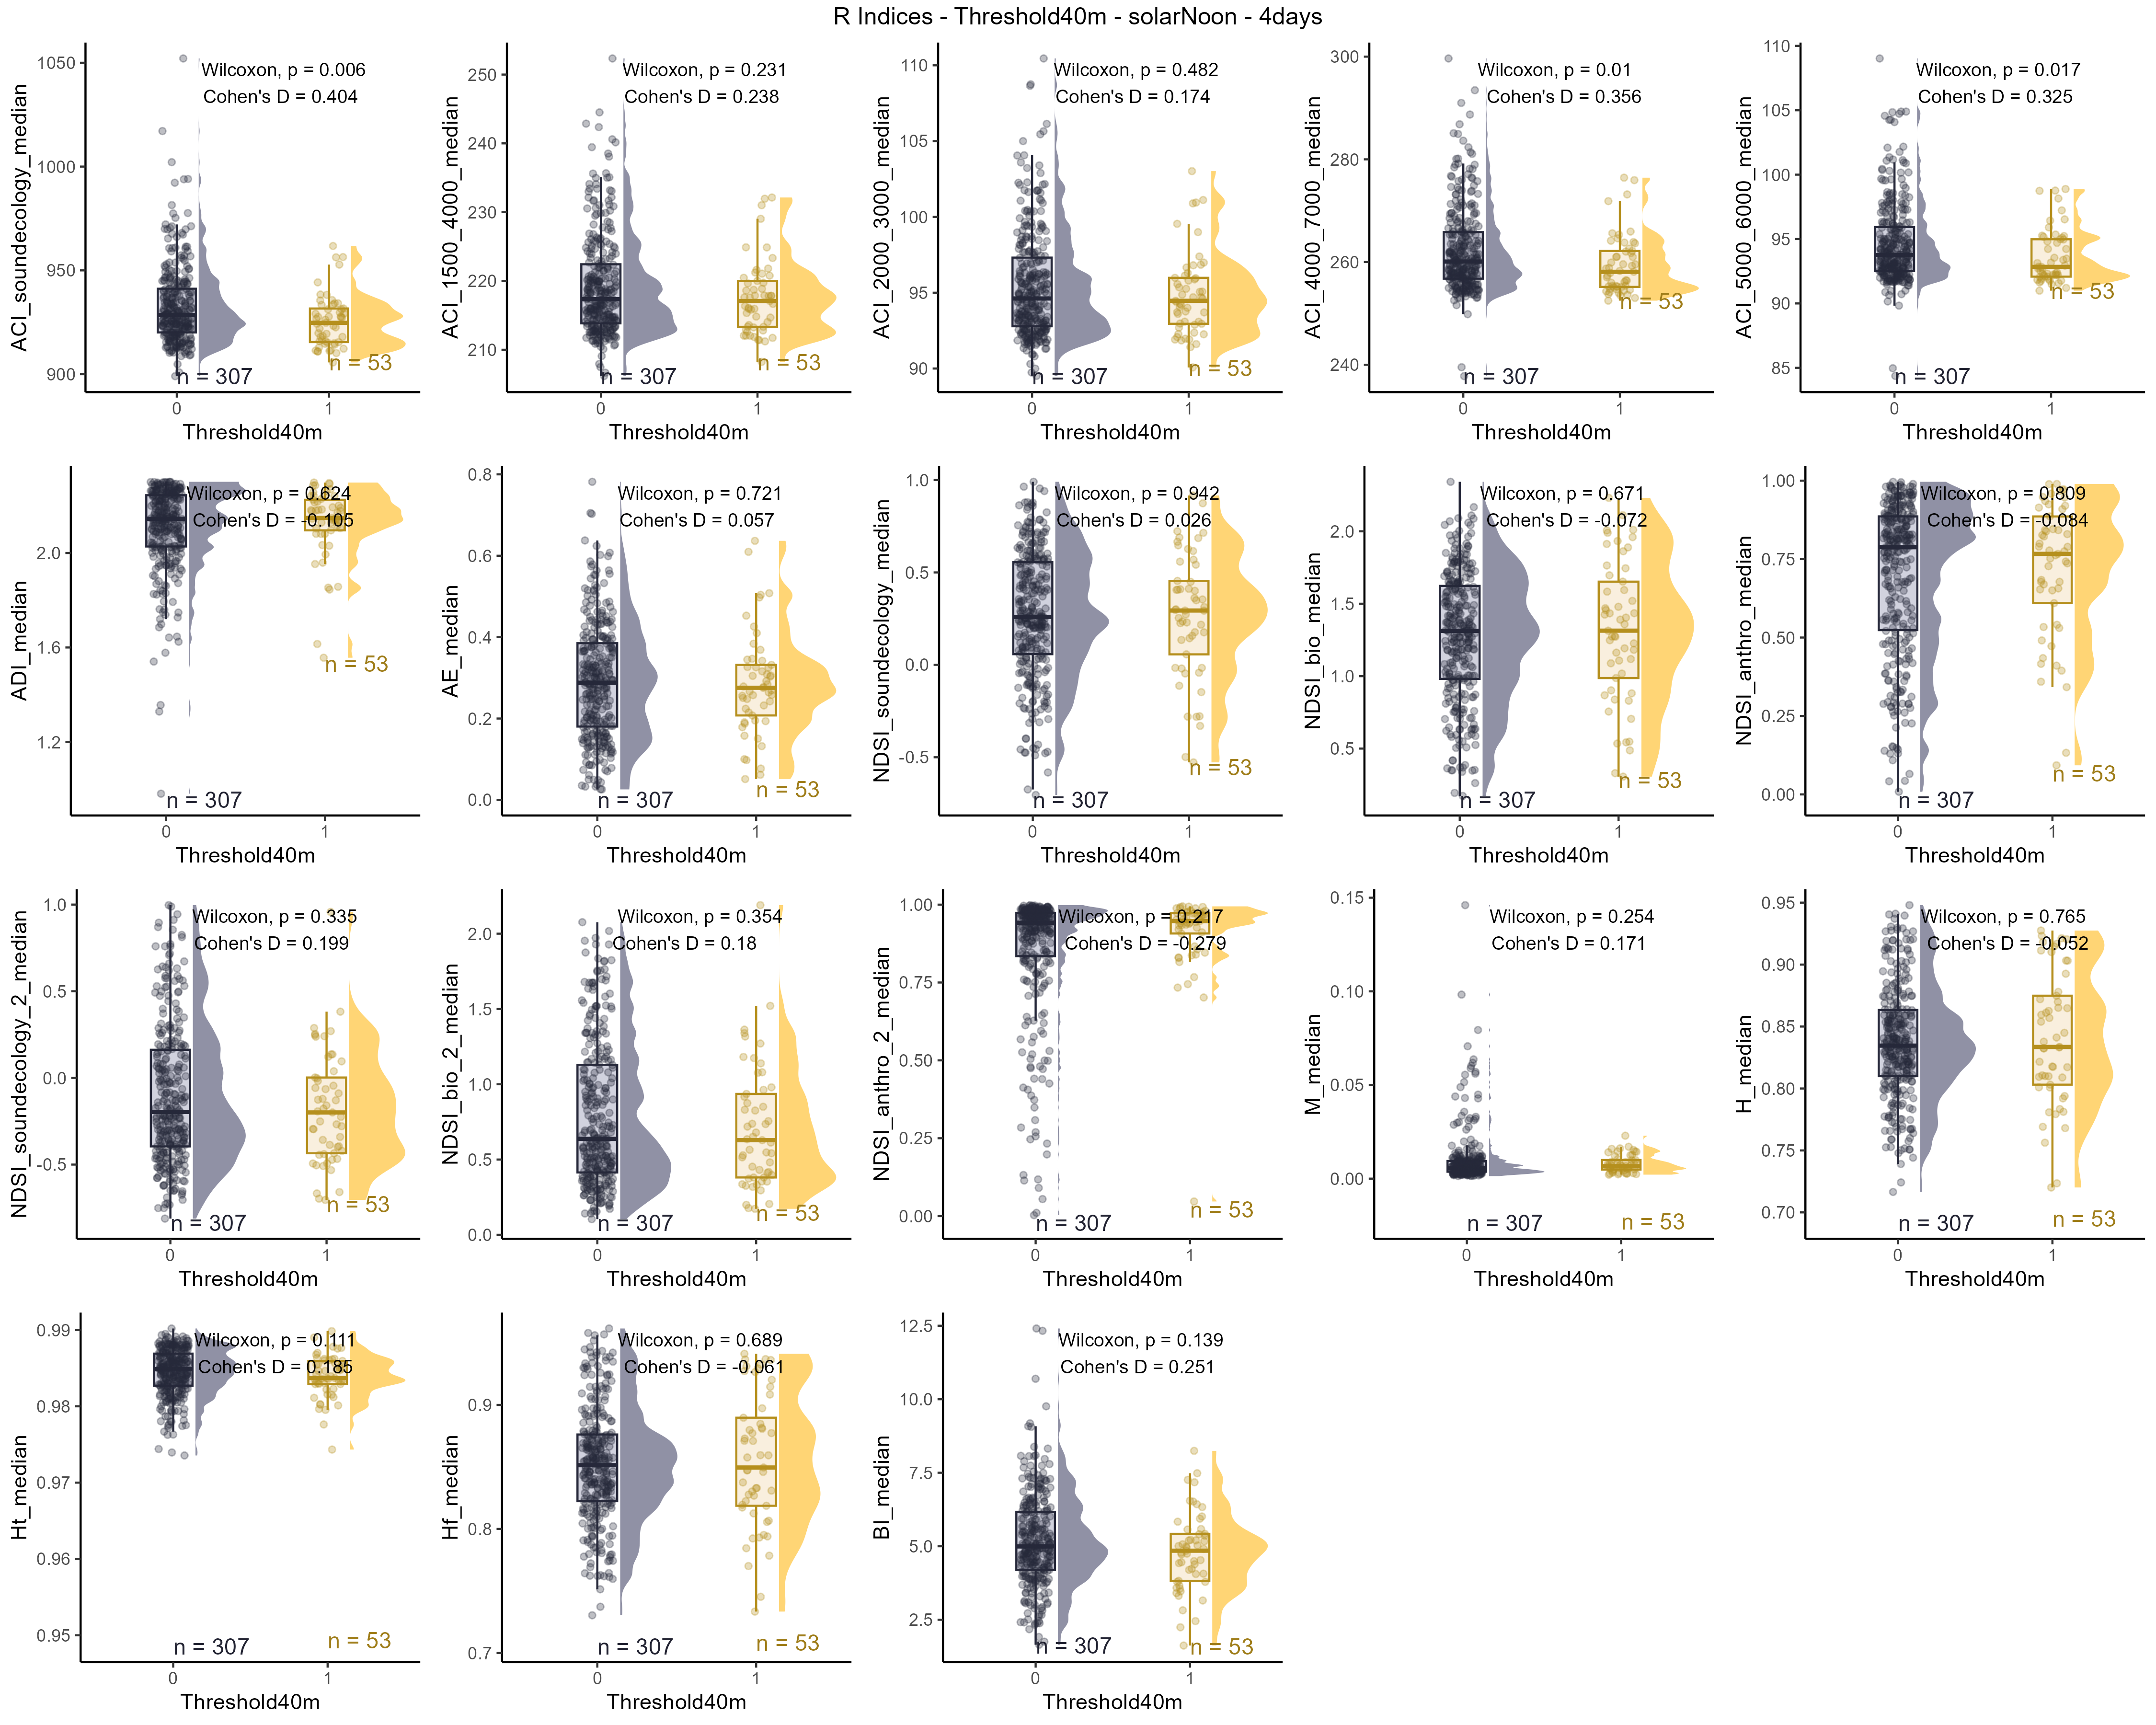 R Indices - Threshold40m - solarNoon - 4days
ACI_soundecology_median
1050
1000
950
900
Wilcoxon, p = 0.006
Cohen's D = 0.404
n = 307
n = 53
0
1
Threshold40m
ACI_1500_4000_median
250
240
230
220
210
Wilcoxon, p = 0.231
Cohen's D = 0.238
n = 307
n = 53
0
1
Threshold40m
ACI_2000_3000_median
110
105
100
95
90
Wilcoxon, p = 0.482
Cohen's D = 0.174
n = 307
n = 53
0
1
Threshold40m
ACI_4000_7000_median
300
280
260
240
Wilcoxon, p = 0.01
Cohen's D = 0.356
n = 307
n = 53
0
1
Threshold40m
ACI_5000_6000_median
110
105
100
95
90
85
Wilcoxon, p = 0.017
Cohen's D = 0.325
n = 307
n = 53
0
1
Threshold40m
ADI_median
2.0
1.6
1.2
Wilcoxon, p = 0.624
Cohen's D = -0.105
n = 307
n = 53
0
1
Threshold40m
AE_median
0.8
0.6
0.4
0.2
0.0
Wilcoxon, p = 0.721
Cohen's D = 0.057
n = 307
n = 53
0
1
Threshold40m
NDSI_soundecology_median
1.0
0.5
0.0
-0.5
Wilcoxon, p = 0.942
Cohen's D = 0.026
n = 307
n = 53
0
1
Threshold40m
NDSI_bio_median
2.0
1.5
1.0
0.5
Wilcoxon, p = 0.671
Cohen's D = -0.072
n = 307
n = 53
0
1
Threshold40m
NDSI_anthro_median
1.00
0.75
0.50
0.25
0.00
Wilcoxon, p = 0.809
Cohen's D = -0.084
n = 307
n = 53
0
1
Threshold40m
NDSI_soundecology_2_median
1.0
0.5
0.0
-0.5
Wilcoxon, p = 0.335
Cohen's D = 0.199
n = 307
n = 53
0
1
Threshold40m
NDSI_bio_2_median
2.0
1.5
1.0
0.5
0.0
Wilcoxon, p = 0.354
Cohen's D = 0.18
n = 307
n = 53
0
1
Threshold40m
NDSI_anthro_2_median
1.00
0.75
0.50
0.25
0.00
Wilcoxon, p = 0.217
Cohen's D = -0.279
n = 307
n = 53
0
1
Threshold40m
M_median
0.15
0.10
0.05
0.00
Wilcoxon, p = 0.254
Cohen's D = 0.171
n = 307
n = 53
0
1
Threshold40m
H_median
0.95
0.90
0.85
0.80
0.75
0.70
Wilcoxon, p = 0.765
Cohen's D = -0.052
n = 307
n = 53
0
1
Threshold40m
Ht_median
0.99
0.98
0.97
0.96
0.95
Wilcoxon, p = 0.111
Cohen's D = 0.185
n = 307
n = 53
0
1
Threshold40m
Hf_median
0.9
0.8
0.7
Wilcoxon, p = 0.689
Cohen's D = -0.061
n = 307
n = 53
0
1
Threshold40m
BI_median
12.5
10.0
7.5
5.0
2.5
Wilcoxon, p = 0.139
Cohen's D = 0.251
n = 307
n = 53
0
1
Threshold40m